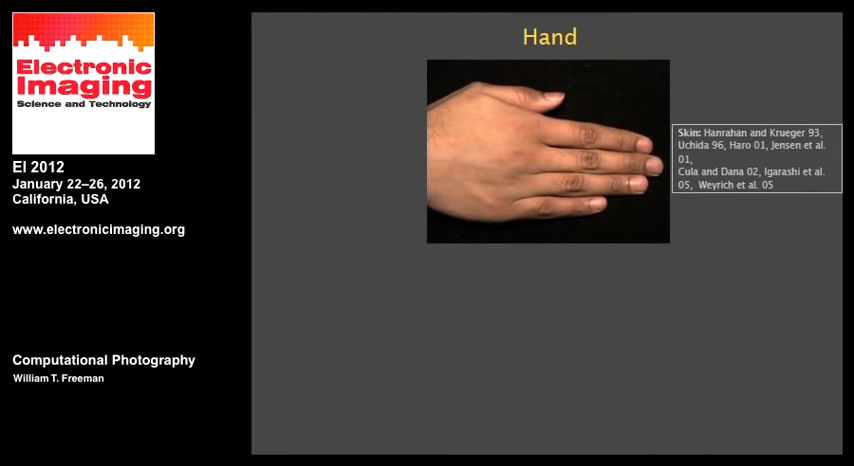 Electronic
Imaging
Science and Technology
EI 2012
January 22–26, 2012
California, USA
www.electronicimaging.org
Computational Photography
William T. Freeman
Hand
Skin: Hanrahan and Krueger 93,
Uchida 96, Haro 01, Jensen et al.
01,
Cula and Dana 02, Igarashi et al.
05, Weyrich et al. 05